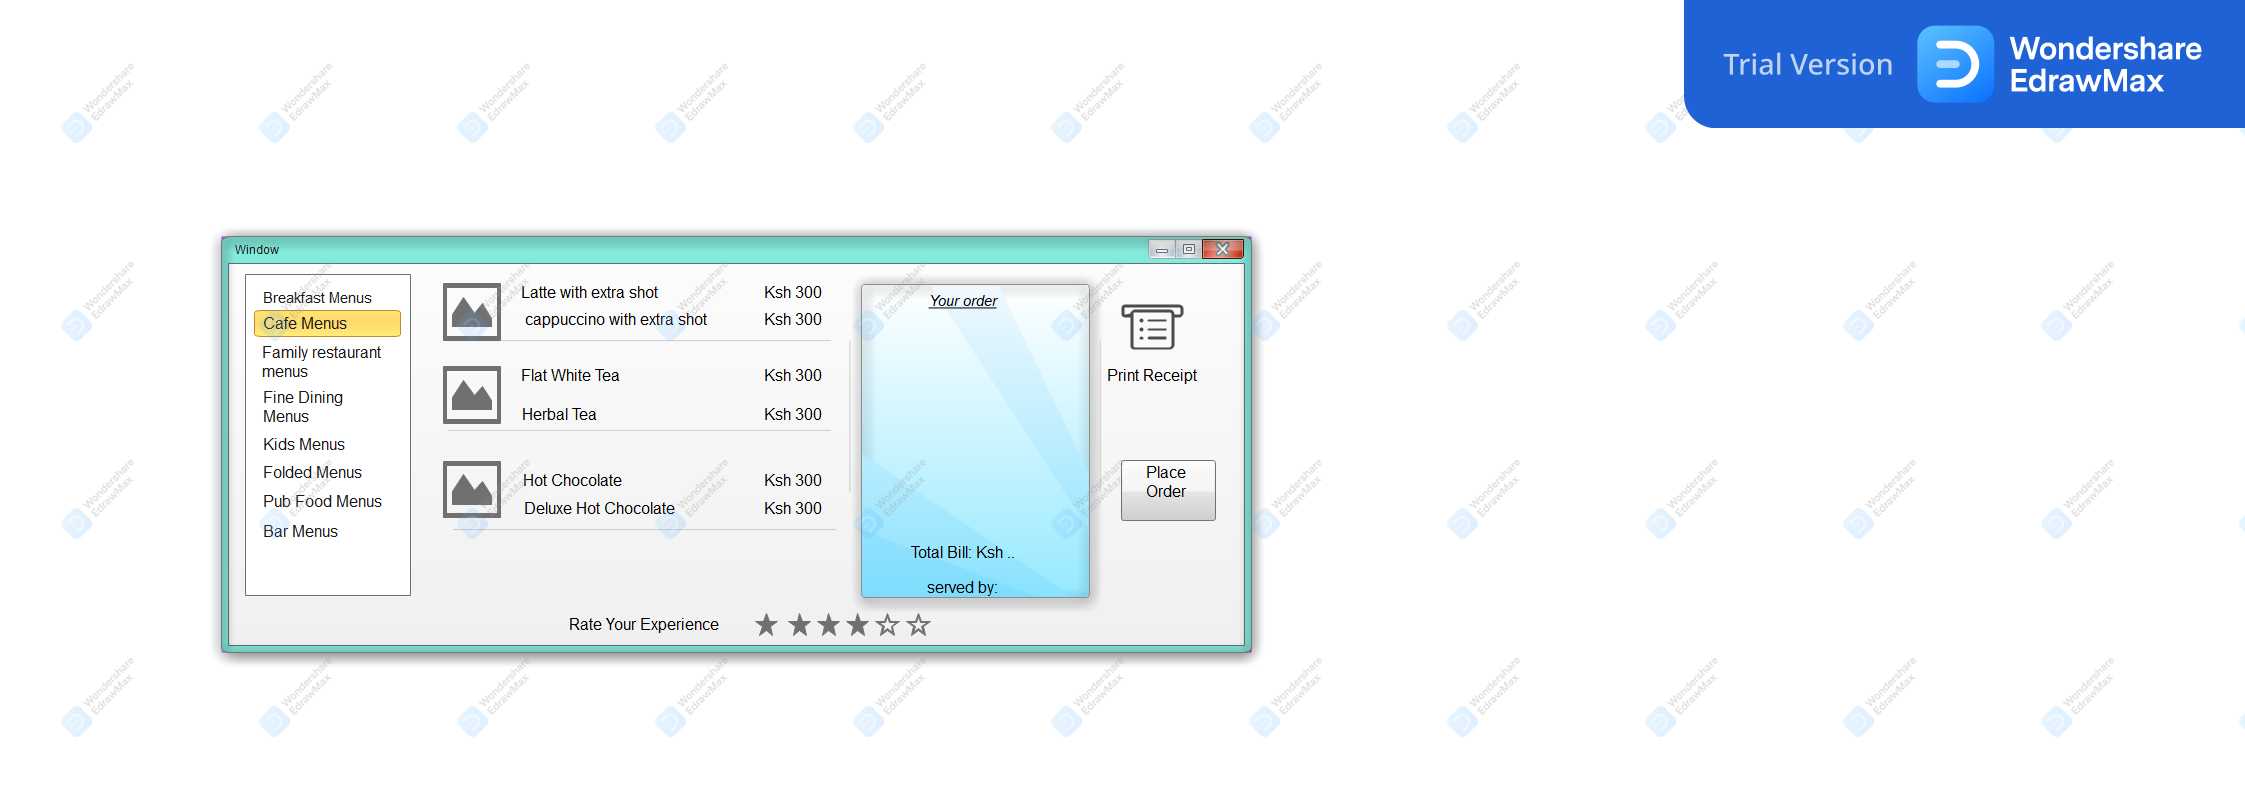 Trial Version
Wondershare
EdrawMax
Window
Breakfast Menus
Cafe Menus
Family restaurant
menus
Fine Dining
Menus
Kids Menus
Folded Menus
Pub Food Menus
Bar Menus
Latte with extra shot Ksh 300
cappuccino with extra shot Ksh 300
Flat White Tea Ksh 300
Herbal Tea Ksh 300
Hot Chocolate Ksh 300
Deluxe Hot Chocolate Ksh 300
Your order
Total Bill: Ksh ..
served by:
Print Receipt
Place
Order
Rate Your Experience